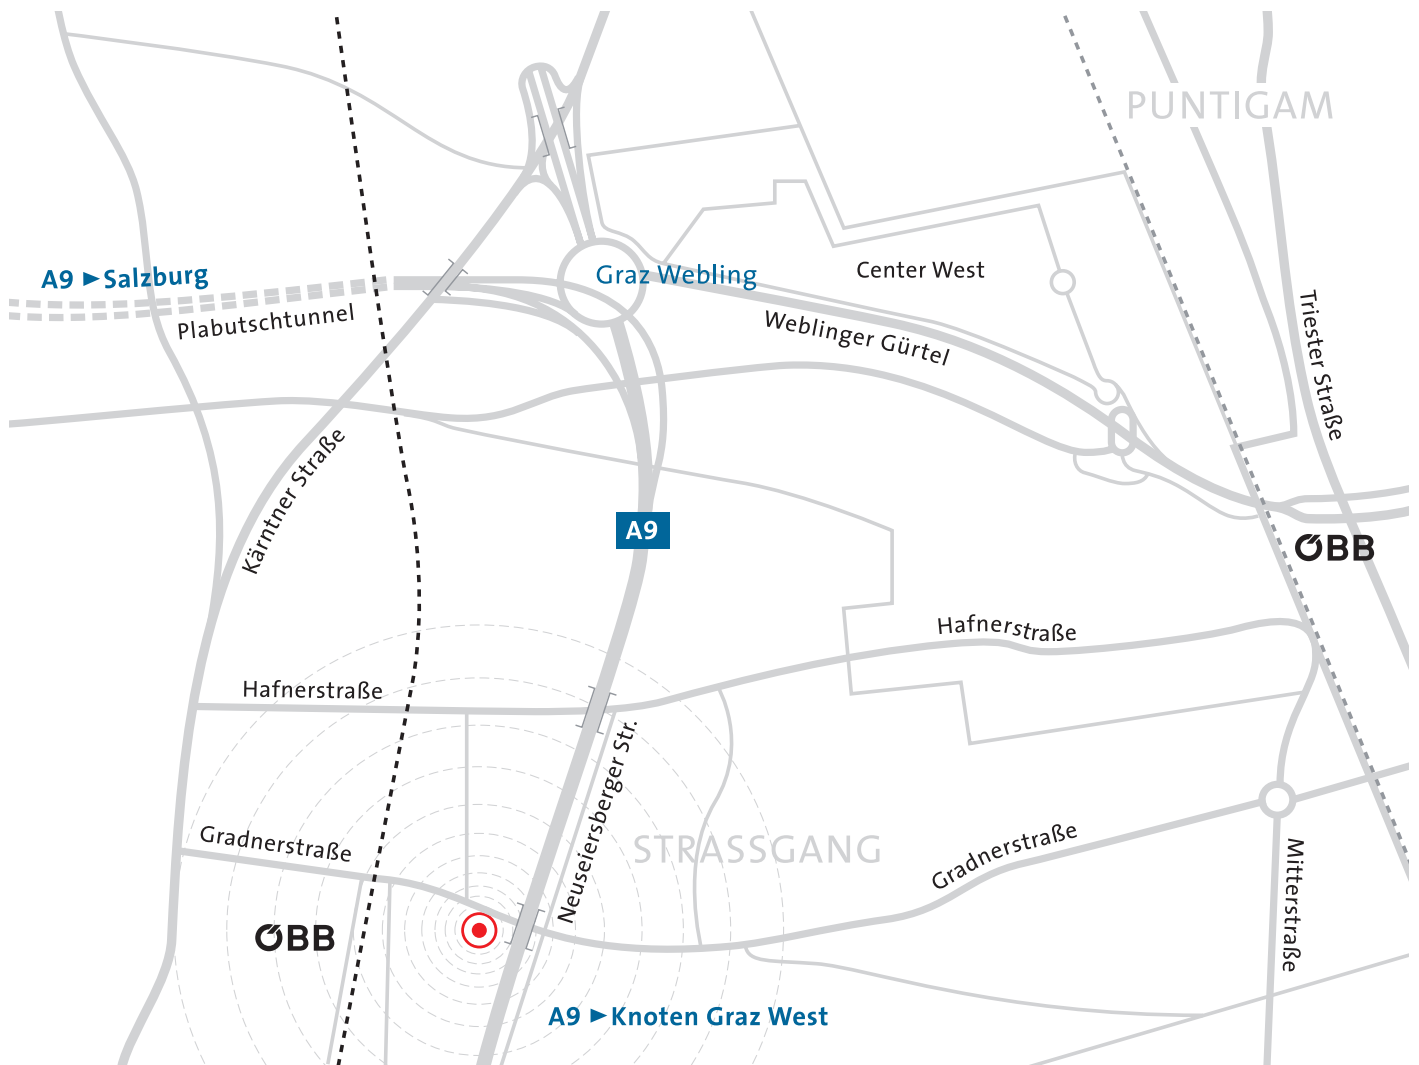 PUNTIGAM
A9 ►Salzburg
Graz Webling
Center West
Plabutschtunnel
Weblinger Gürtel
Triester Straße
Kärntner Straße
A9
ÖBB
Hafnerstraße
Hafnerstraße
Neuseiersberger Str.
Gradnerstraße
STRASSGANG
Gradnerstraße
Mitterstraße
ÖBB
A9 ►Knoten Graz West